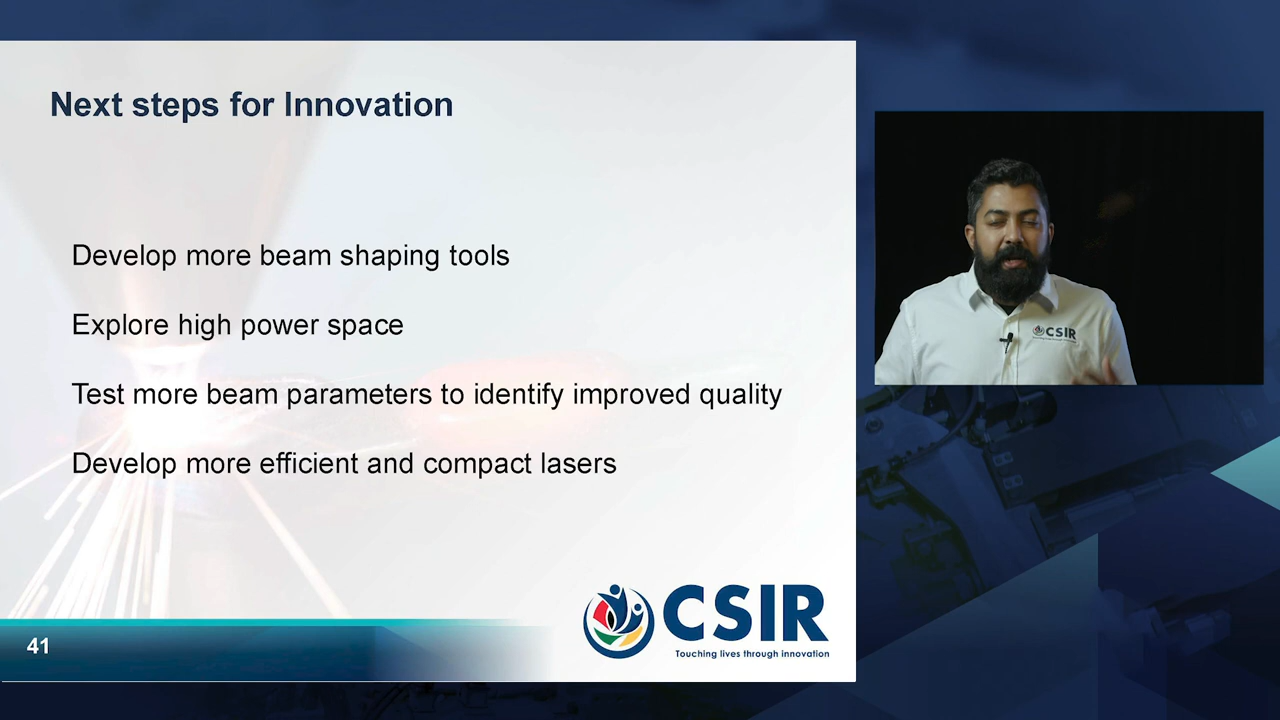 Next steps for Innovation
Develop more beam shaping tools
Explore high power space
Test more beam parameters to identify improved quality
Develop more efficient and compact lasers
41
CSIR
Touching lives through innovation
CSIR